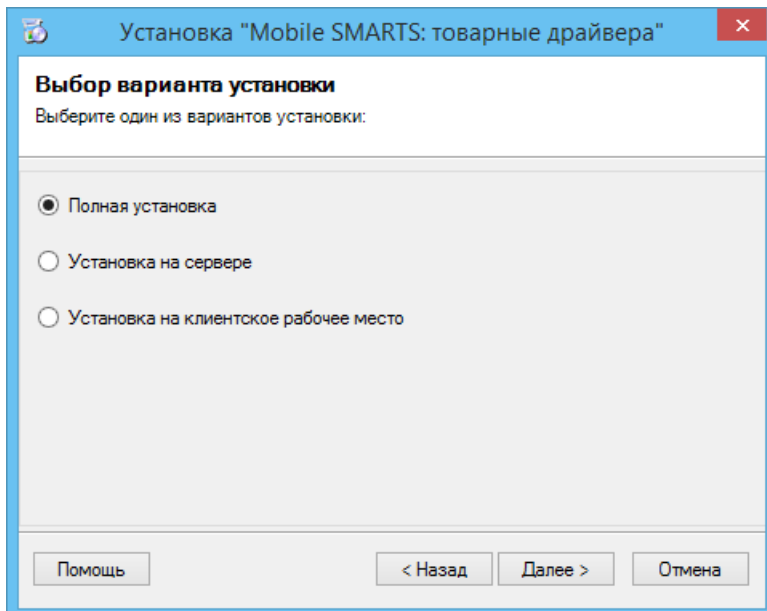 Установка "Mobile SMARTS: товарные драйвера"
Выбор варианта установки
Выберите один из вариантов установки:
Полная установка
Установка на сервере
Установка на клиентское рабочее место
Помощь
< Назад
Далее >
Отмена